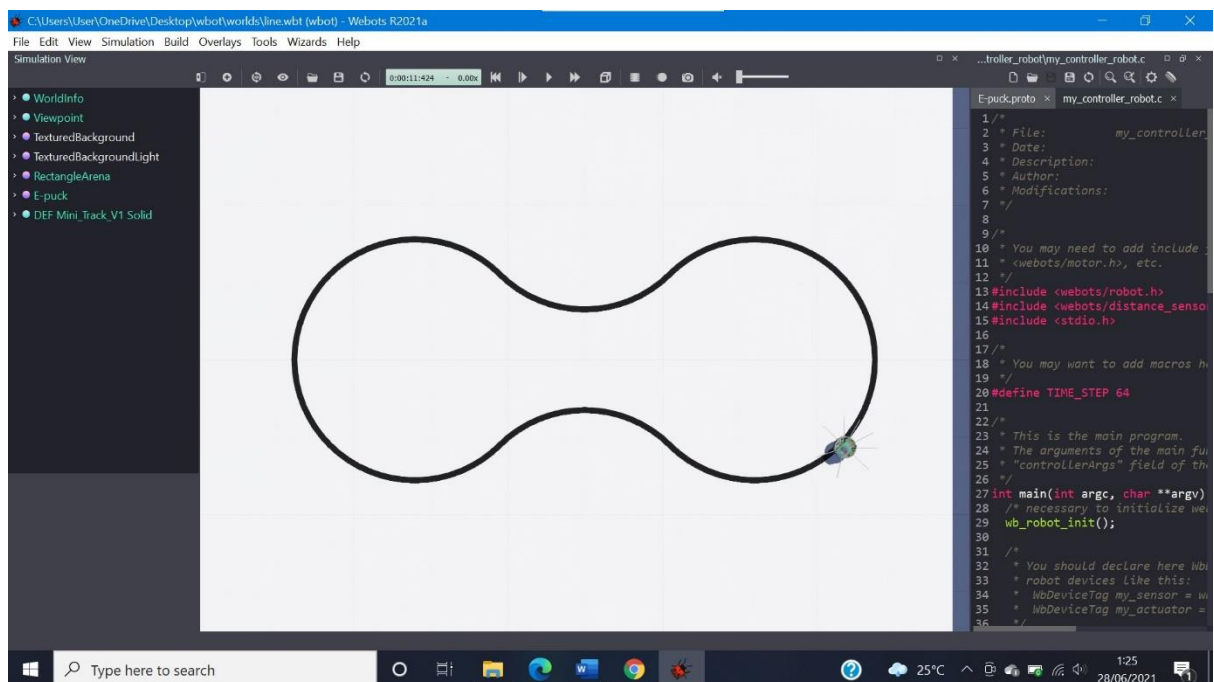 C:\Users\User\OneDrive\Desktop\wbot\worlds\line.wbt (wbot) - Webots R2021a
File Edit View Simulation Build Overlays Tools Wizards Help
Simulation View
...troller_robot\my_controller_robot.c
0:00:11:424 - 0.00x
WorldInfo
Viewpoint
TexturedBackground
TexturedBackgroundLight
RectangleArena
E-puck
DEF Mini_Track_V1 Solid
E-puck.proto × my_controller_robot.c ×
1 /*
2 * File: my_controller_
3 * Date:
4 * Description:
5 * Author:
6 * Modifications:
7 */
8
9 /*
10 * You may need to add include
11 * <webots/motor.h>, etc.
12 */
13 #include <webots/robot.h>
14 #include <webots/distance_senso
15 #include <stdio.h>
16
17 /*
18 * You may want to add macros h
19 */
20 #define TIME_STEP 64
21
22 /*
23 * This is the main program.
24 * The arguments of the main fu
25 * "controllerArgs" field of th
26 */
27 int main(int argc, char **argv)
28 /* necessary to initialize we
29 wb_robot_init();
30
31 /*
32 * You should declare here Wb
33 * robot devices like this:
34 * WbDeviceTag my_sensor = w
35 * WbDeviceTag my_actuator =
36 */
Type here to search
25°C
1:25
28/06/2021